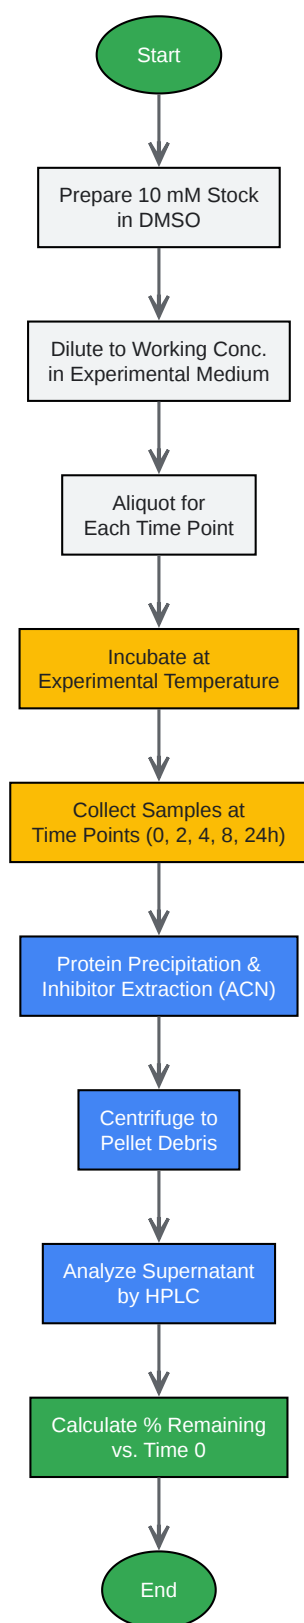 Start
Prepare 10 mM Stock
in DMSO
Dilute to Working Conc.
in Experimental Medium
Aliquot for
Each Time Point
Incubate at
Experimental Temperature
Collect Samples at
Time Points (0, 2, 4, 8, 24h)
Protein Precipitation &
Inhibitor Extraction (ACN)
Centrifuge to
Pellet Debris
Analyze Supernatant
by HPLC
Calculate % Remaining
vs. Time 0
End